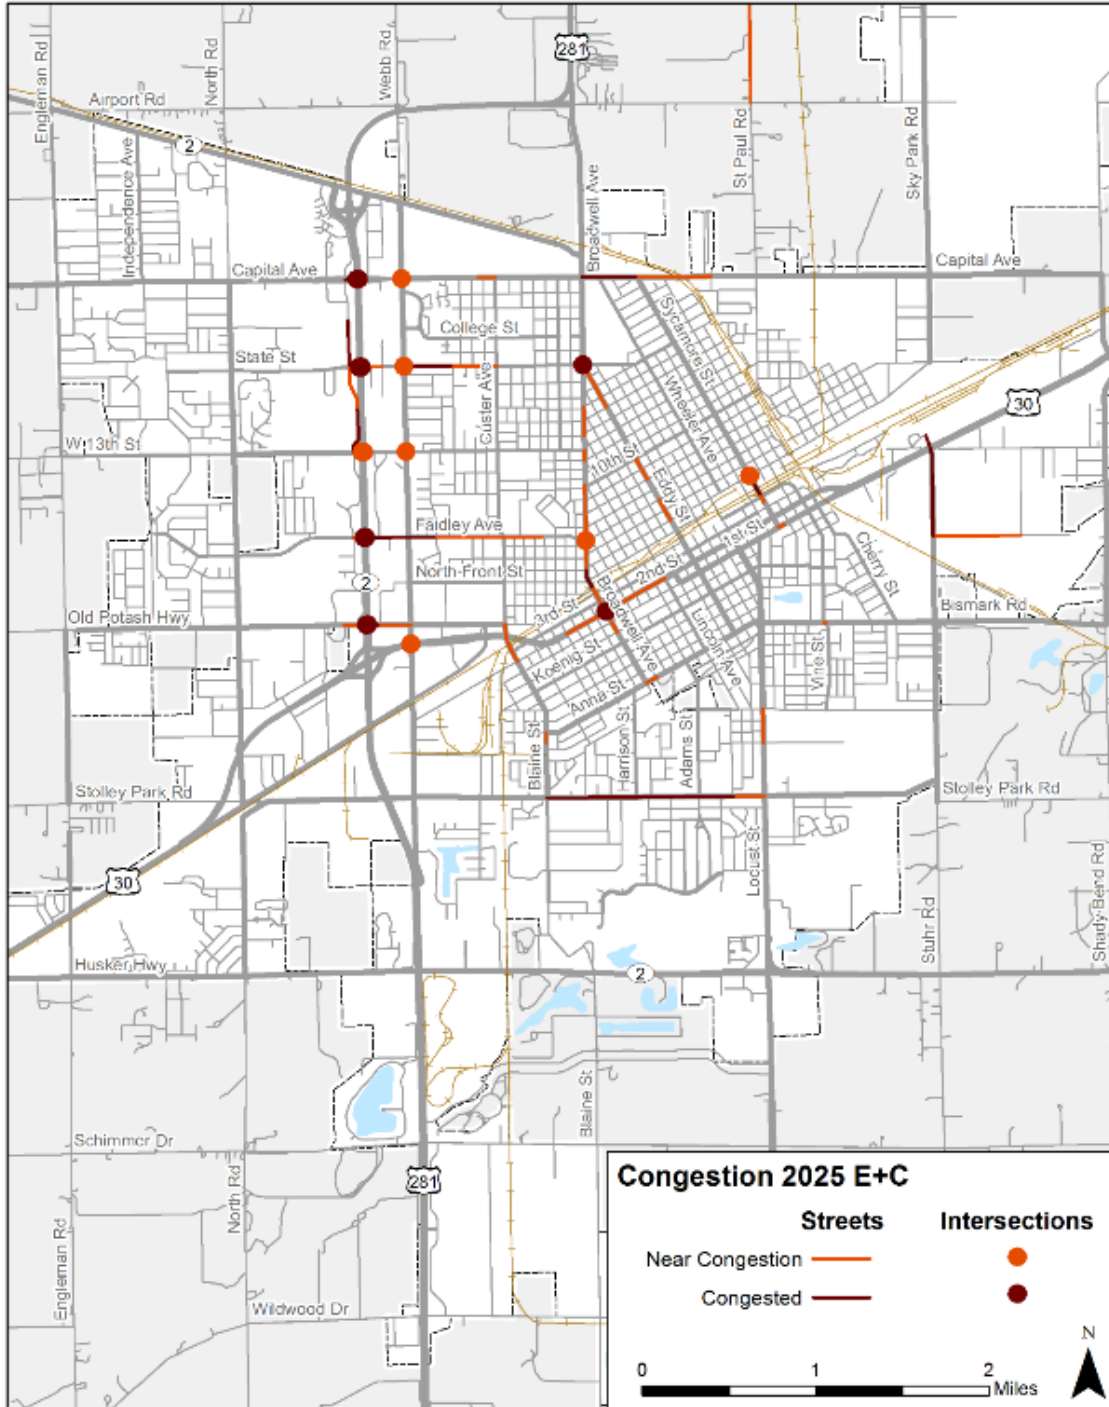 281
Engleman Rd
North Rd
Webb Rd
Airport Rd
2
Independence Ave
St Paul Rd
Sky Park Rd
Broadwell Ave
Capital Ave
Capital Ave
College St
Sycamore St
State St
Custer Ave
Wheeler Ave
30
W 13th St
10th St
Eddy St
Faidley Ave
1st St
Cherry St
North Front St
2nd St
2
Old Potash Hwy
3rd St
Broadwell Ave
Bismark Rd
Lincoln Ave
Koenig St
Vine St
Anna St
Blaine St
Harrison St
Adams St
Stolley Park Rd
Stolley Park Rd
Locust St
30
Stuhr Rd
Shady Bend Rd
Husker Hwy
2
Blaine St
Schimmer Dr
North Rd
281
Engleman Rd
Wildwood Dr
Congestion 2025 E+C
Streets Intersections
Near Congestion
Congested
N
0 1 2
Miles